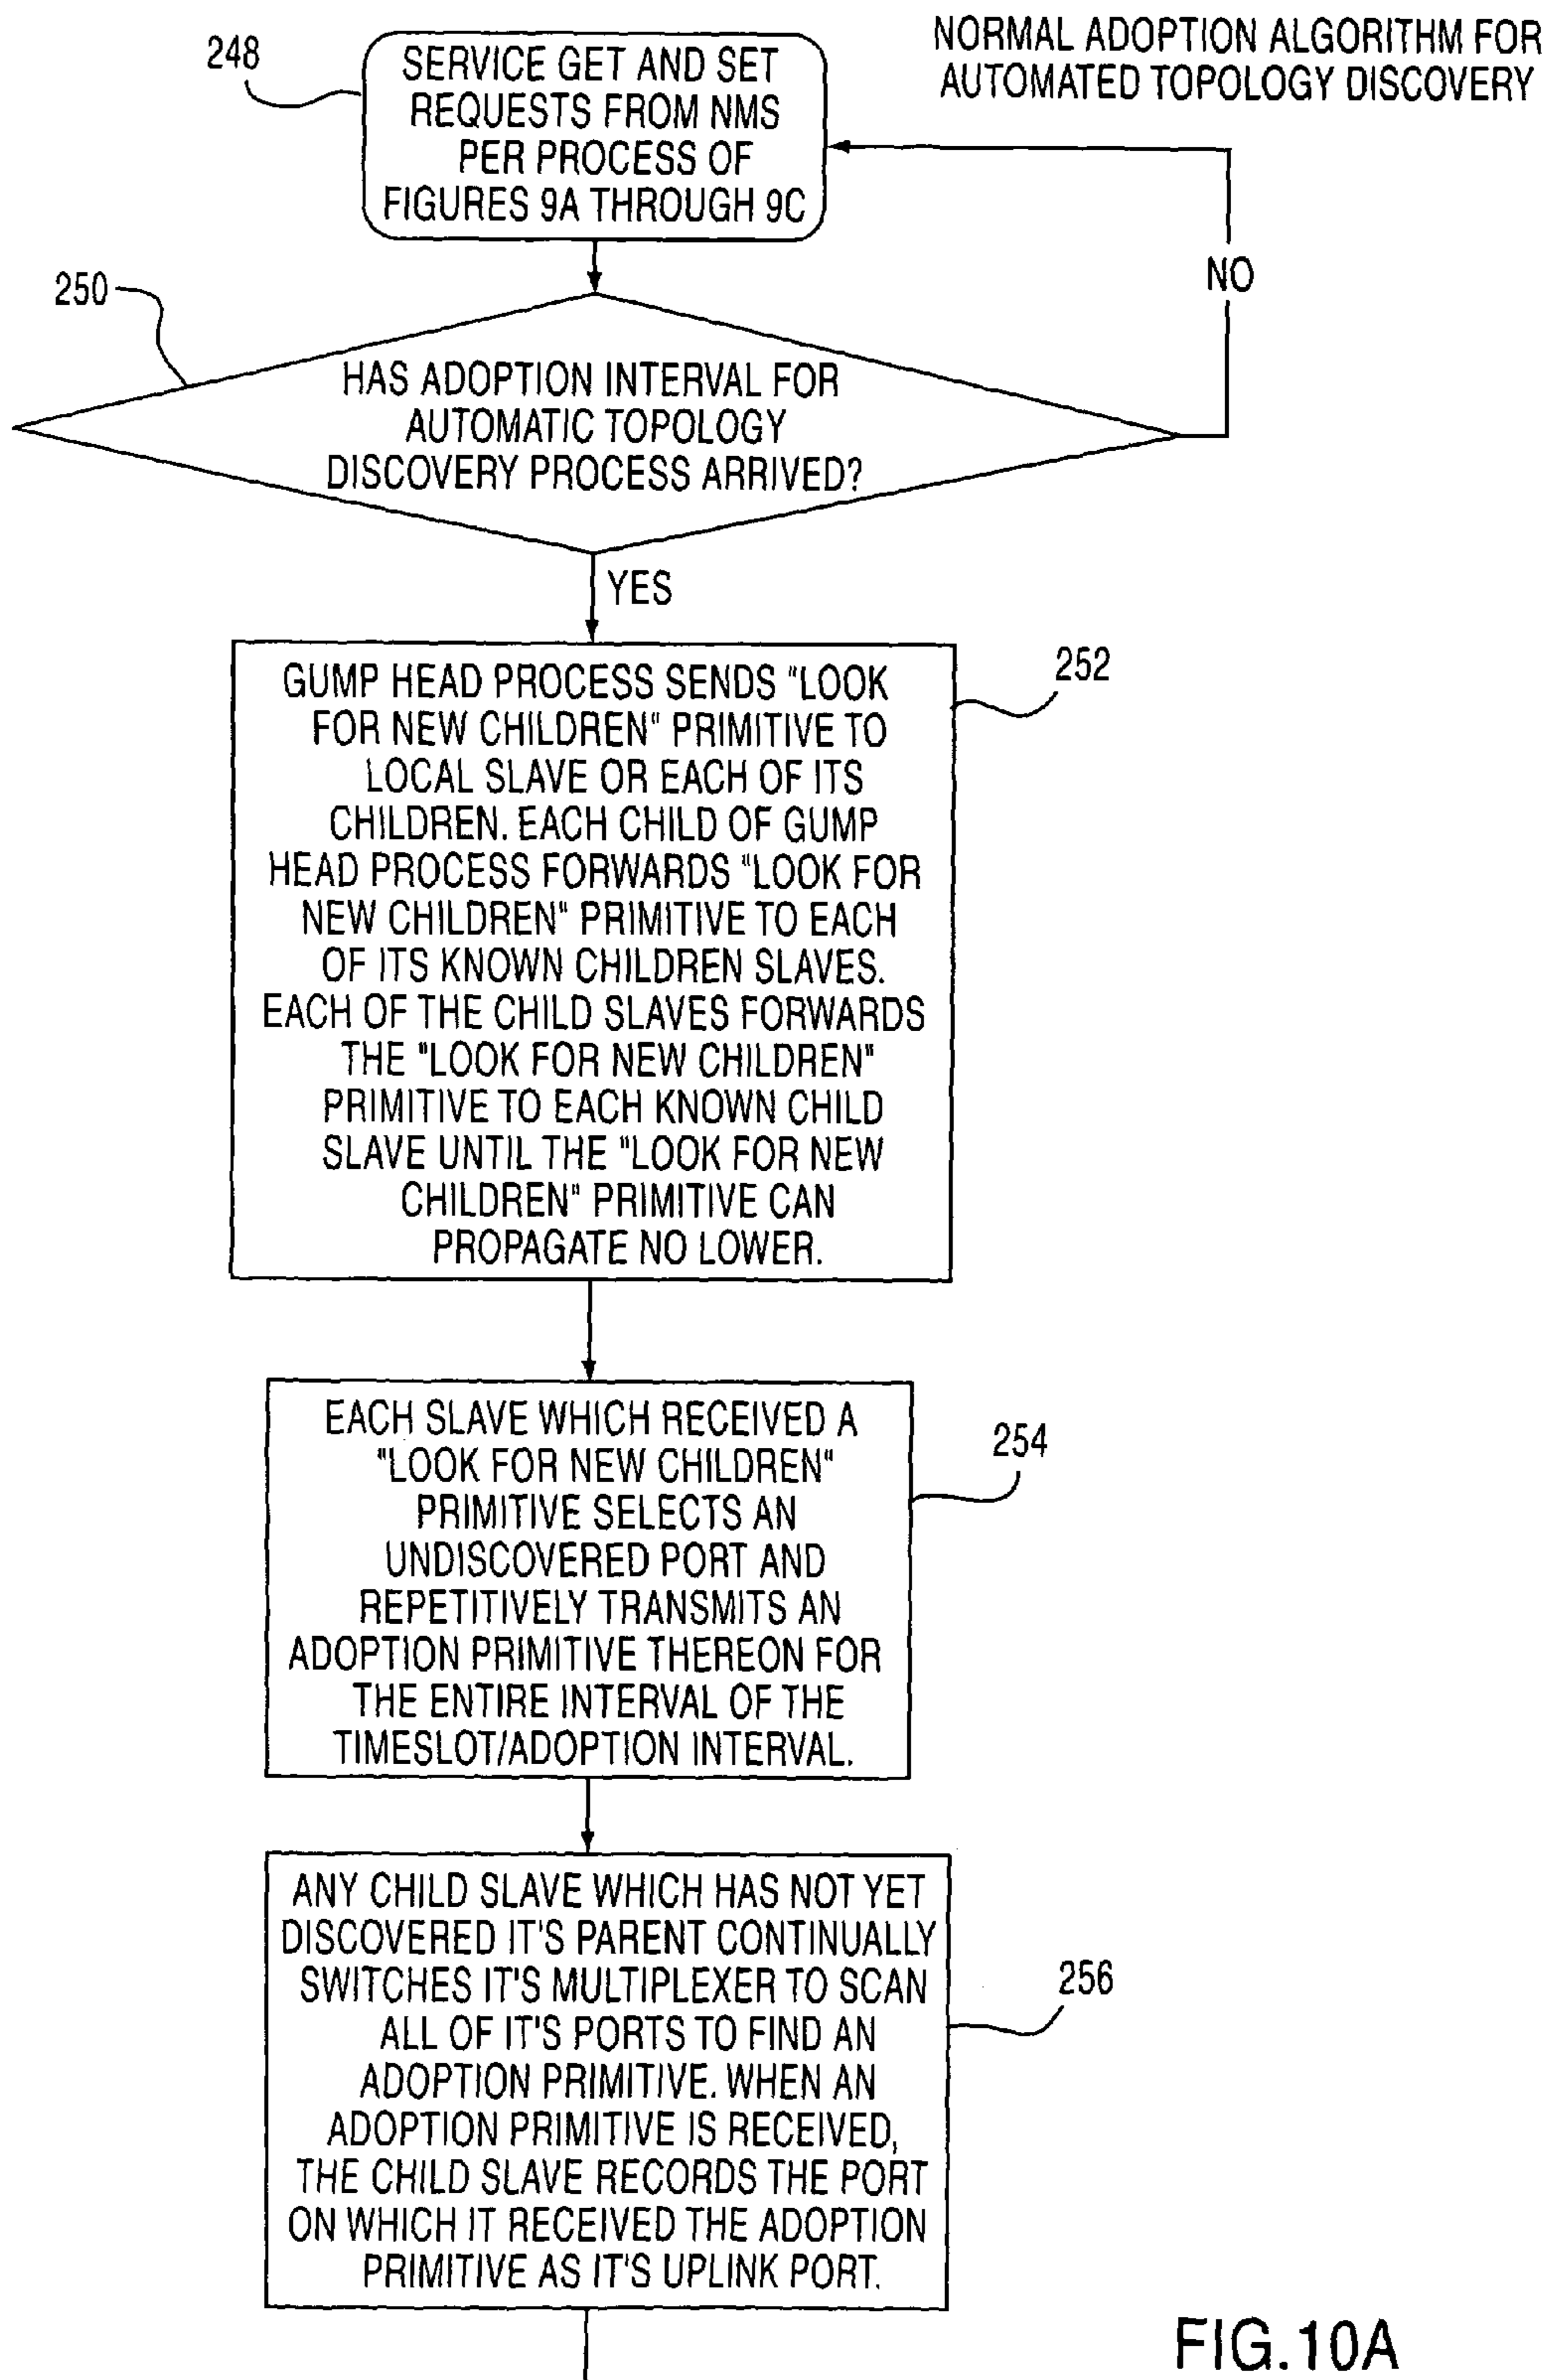 NORMAL ADOPTION ALGORITHM FOR
AUTOMATED TOPOLOGY DISCOVERY
248
SERVICE GET AND SET
REQUESTS FROM NMS
PER PROCESS OF
FIGURES 9A THROUGH 9C
NO
250
HAS ADOPTION INTERVAL FOR
AUTOMATIC TOPOLOGY
DISCOVERY PROCESS ARRIVED?
YES
252
GUMP HEAD PROCESS SENDS "LOOK
FOR NEW CHILDREN" PRIMITIVE TO
LOCAL SLAVE OR EACH OF ITS
CHILDREN. EACH CHILD OF GUMP
HEAD PROCESS FORWARDS "LOOK FOR
NEW CHILDREN" PRIMITIVE TO EACH
OF ITS KNOWN CHILDREN SLAVES.
EACH OF THE CHILD SLAVES FORWARDS
THE "LOOK FOR NEW CHILDREN"
PRIMITIVE TO EACH KNOWN CHILD
SLAVE UNTIL THE "LOOK FOR NEW
CHILDREN" PRIMITIVE CAN
PROPAGATE NO LOWER.
254
EACH SLAVE WHICH RECEIVED A
"LOOK FOR NEW CHILDREN"
PRIMITIVE SELECTS AN
UNDISCOVERED PORT AND
REPETITIVELY TRANSMITS AN
ADOPTION PRIMITIVE THEREON FOR
THE ENTIRE INTERVAL OF THE
TIMESLOT/ADOPTION INTERVAL.
256
ANY CHILD SLAVE WHICH HAS NOT YET
DISCOVERED IT'S PARENT CONTINUALLY
SWITCHES IT'S MULTIPLEXER TO SCAN
ALL OF IT'S PORTS TO FIND AN
ADOPTION PRIMITIVE. WHEN AN
ADOPTION PRIMITIVE IS RECEIVED,
THE CHILD SLAVE RECORDS THE PORT
ON WHICH IT RECEIVED THE ADOPTION
PRIMITIVE AS IT'S UPLINK PORT.
FIG.10A